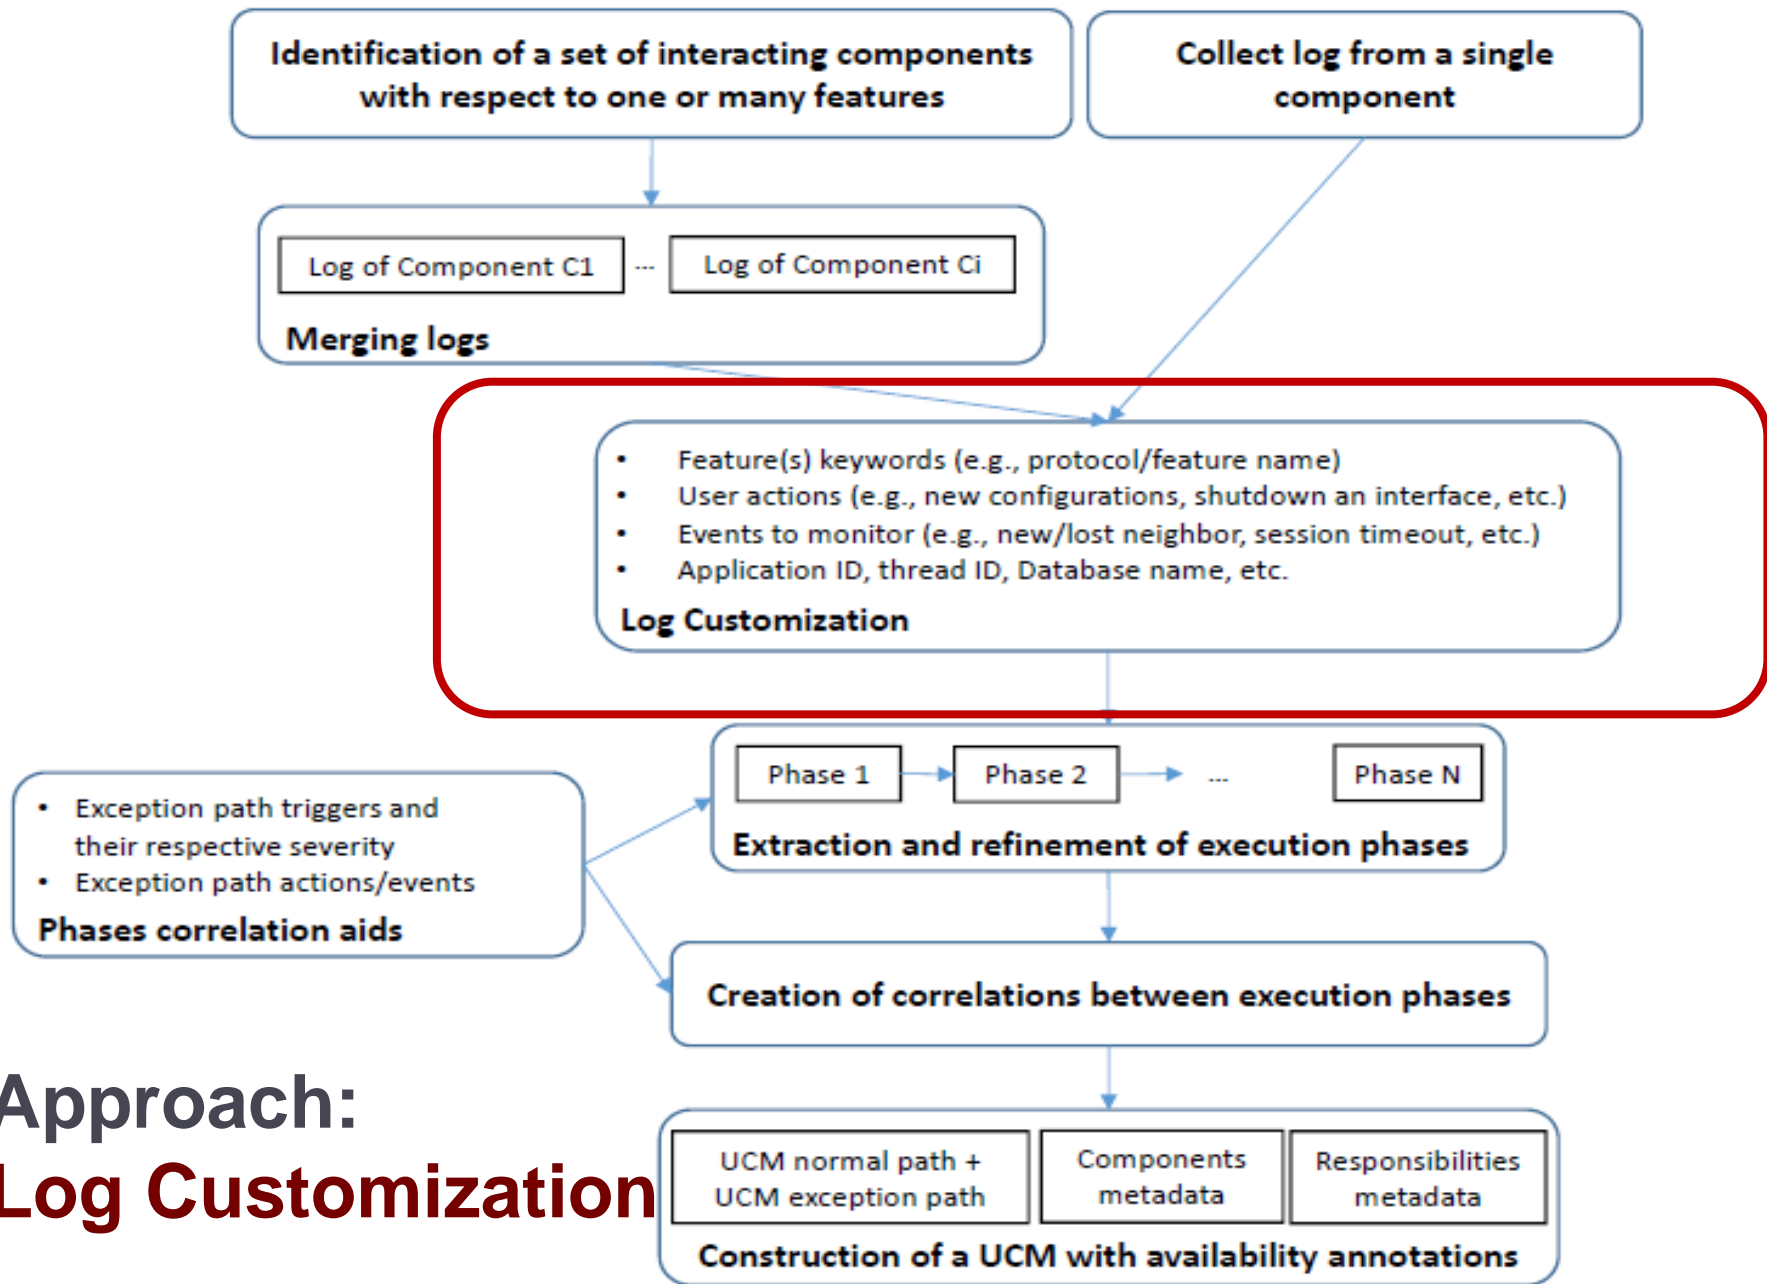 Identification of a set of interacting components
with respect to one or many features
Collect log from a single
component
Log of Component C1
...
Log of Component Ci
Merging logs
• Feature(s) keywords (e.g., protocol/feature name)
• User actions (e.g., new configurations, shutdown an interface, etc.)
• Events to monitor (e.g., new/lost neighbor, session timeout, etc.)
• Application ID, thread ID, Database name, etc.
Log Customization
Phase 1
Phase 2
...
Phase N
Extraction and refinement of execution phases
• Exception path triggers and
their respective severity
• Exception path actions/events
Phases correlation aids
Creation of correlations between execution phases
Approach:
Log Customization
UCM normal path +
UCM exception path
Components
metadata
Responsibilities
metadata
Construction of a UCM with availability annotations